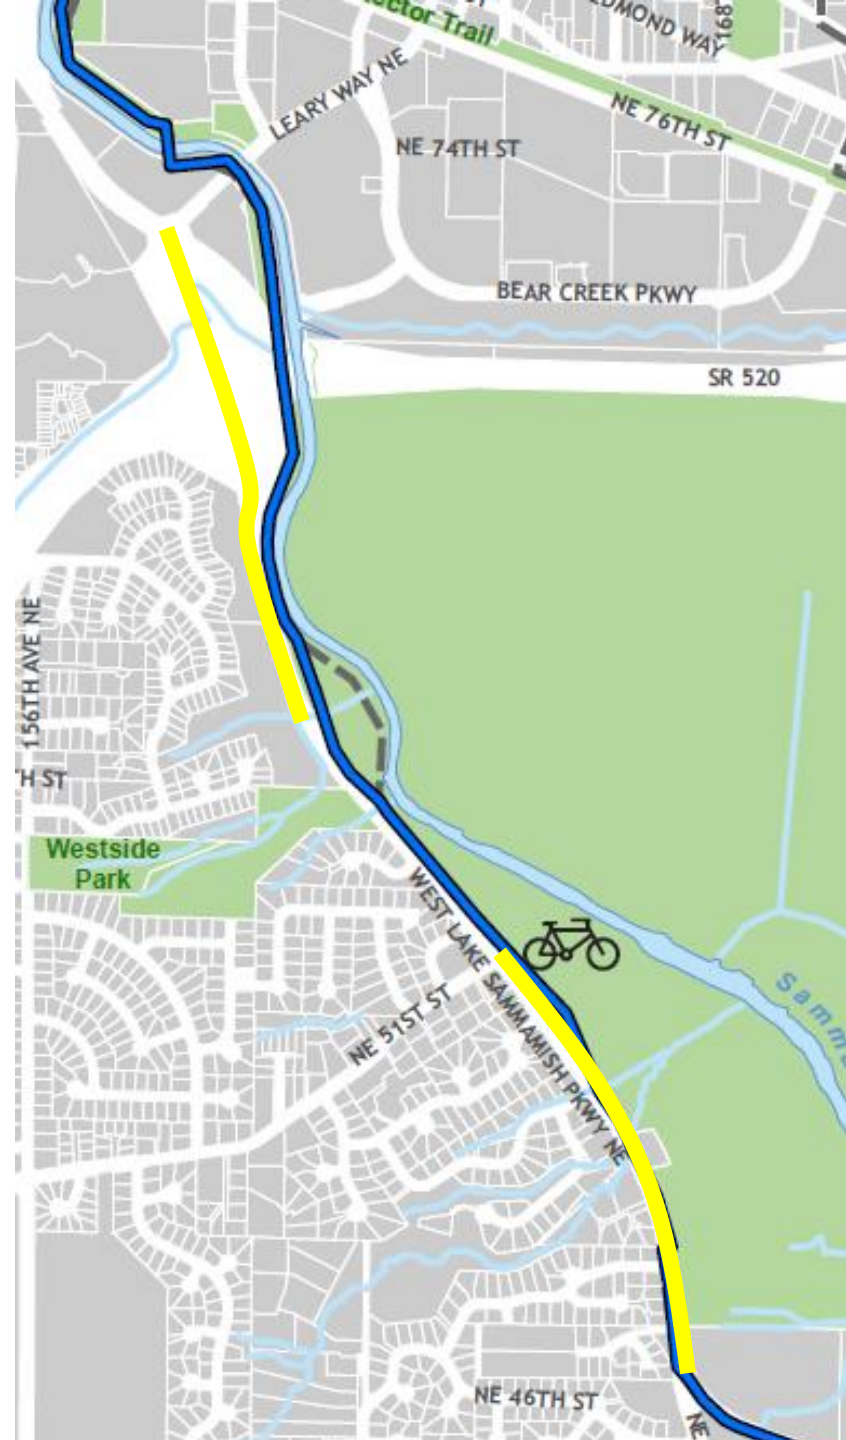 ector Trail
EDMOND WAY
168
LEARY WAY NE
NE 76TH ST
NE 74TH ST
BEAR CREEK PKWY
SR 520
156TH AVE NE
H ST
Westside
Park
WEST LAKE SAMMAMISH PKWY NE
NE 51ST ST
Samm
NE 46TH ST
NE